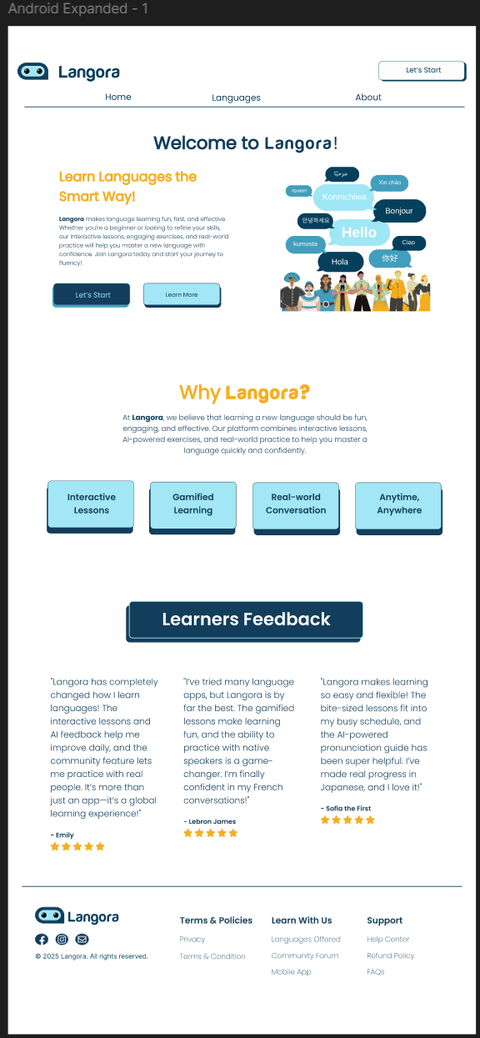 Android Expanded - 1
Langora
Let's Start
Home
Languages
About
Welcome to Langora!
Learn Languages the
Smart Way!
Langora makes language learning fun, fast, and effective.
Whether you're a beginner or looking to refine your skills,
our interactive lessons, engaging exercises, and real-world
practice will help you master a new language with
confidence. Join Langora today and start your journey to
fluency!
Let's Start
Learn More
مرحبًا
Xin chào
Konnichiwa
Bonjour
안녕하세요
Hello
kumusta
Ciao
Hola
你好
Why Langora?
At Langora, we believe that learning a new language should be fun,
engaging, and effective. Our platform combines interactive lessons,
AI-powered exercises, and real-world practice to help you master a
language quickly and confidently.
Interactive
Lessons
Gamified
Learning
Real-world
Conversation
Anytime,
Anywhere
Learners Feedback
"Langora has completely
changed how I learn
languages! The
interactive lessons and
AI feedback help me
improve daily, and the
community feature lets
me practice with real
people. It's more than
just an app—it's a global
learning experience!"
- Emily
"I've tried many language
apps, but Langora is by
far the best. The gamified
lessons make learning
fun, and the ability to
practice with native
speakers is a game-
changer. I'm finally
confident in my French
conversations!"
- Lebron James
"Langora makes learning
so easy and flexible! The
bite-sized lessons fit into
my busy schedule, and
the AI-powered
pronunciation guide has
been super helpful. I've
made real progress in
Japanese, and I love it!"
- Sofia the First
Langora
© 2025 Langora. All rights reserved.
Terms & Policies
Privacy
Terms & Condition
Learn With Us
Languages Offered
Community Forum
Mobile App
Support
Help Center
Refund Policy
FAQs